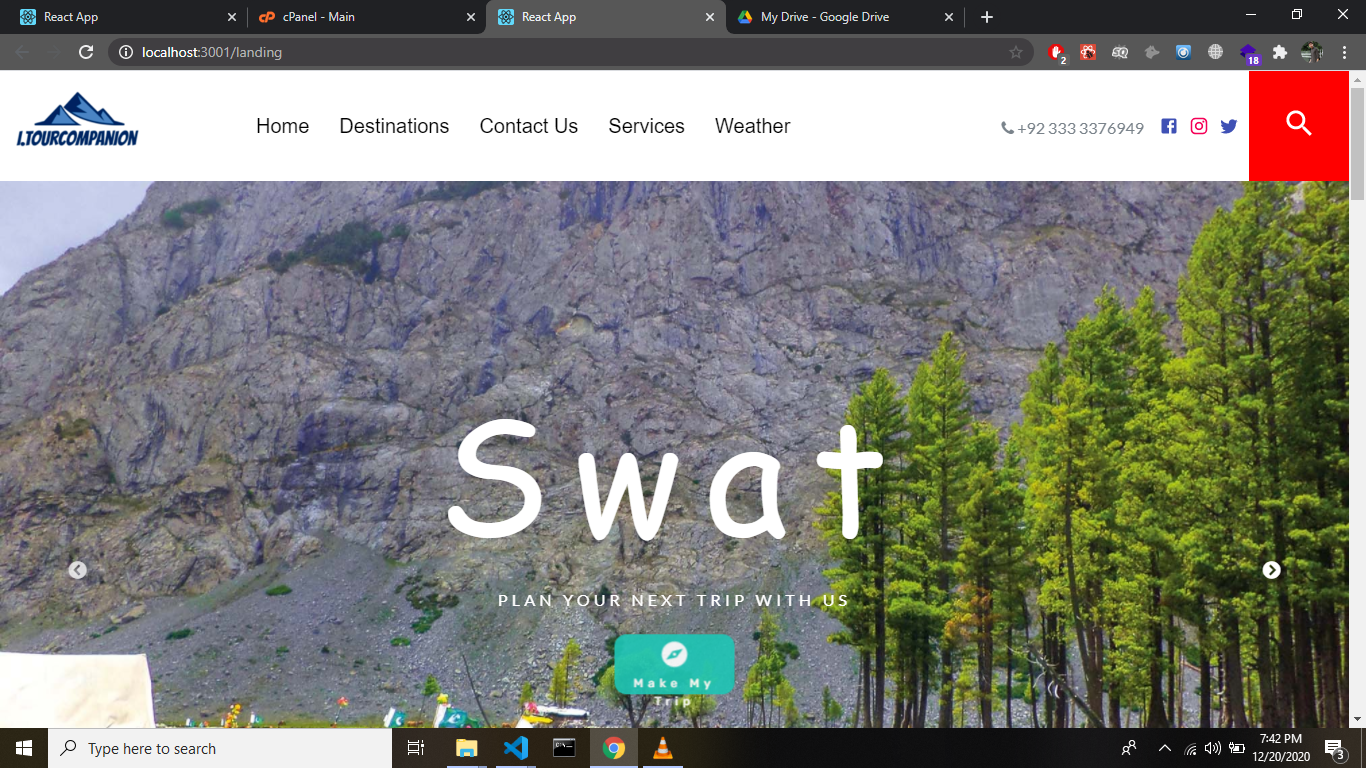 React App
cPanel - Main
React App
My Drive - Google Drive
localhost:3001/landing
2
18
I.TOURCOMPANION
Home
Destinations
Contact Us
Services
Weather
+92 333 3376949
Swat
PLAN YOUR NEXT TRIP WITH US
Make My
Trip
Type here to search
7:42 PM
12/20/2020
3